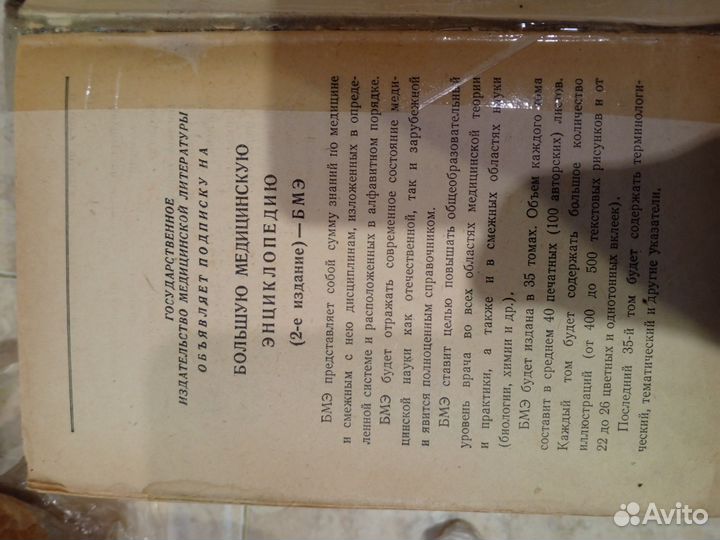 ГОСУДАРСТВЕННОЕ
ИЗДАТЕЛЬСТВО МЕДИЦИНСКОЙ ЛИТЕРАТУРЫ
ОБЪЯВЛЯЕТ ПОДПИСКУ НА
БОЛЬШУЮ МЕДИЦИНСКУЮ
ЭНЦИКЛОПЕДИЮ
(2-е издание)—БМЭ
БМЭ представляет собой сумму знаний по медицине
и смежным с нею дисциплинам, изложенных в опреде-
ленной системе и расположенных в алфавитном порядке.
БМЭ будет отражать современное состояние меди-
цинской науки как отечественной, так и зарубежной
и явится полноценным справочником.
БМЭ ставит целью повышать общеобразовательный
уровень врача во всех областях медицинской теории
и практики, а также и в смежных областях науки
(биологии, химии и др.).
БМЭ будет издана в 35 томах. Объем каждого тома
составит в среднем 40 печатных (100 авторских) листов.
Каждый том будет содержать большое количество
иллюстраций (от 400 до 500 текстовых рисунков и от
22 до 26 цветных и однотонных вклеек).
Последний 35-й том будет содержать терминологи-
ческий, тематический и другие указатели.
Avito